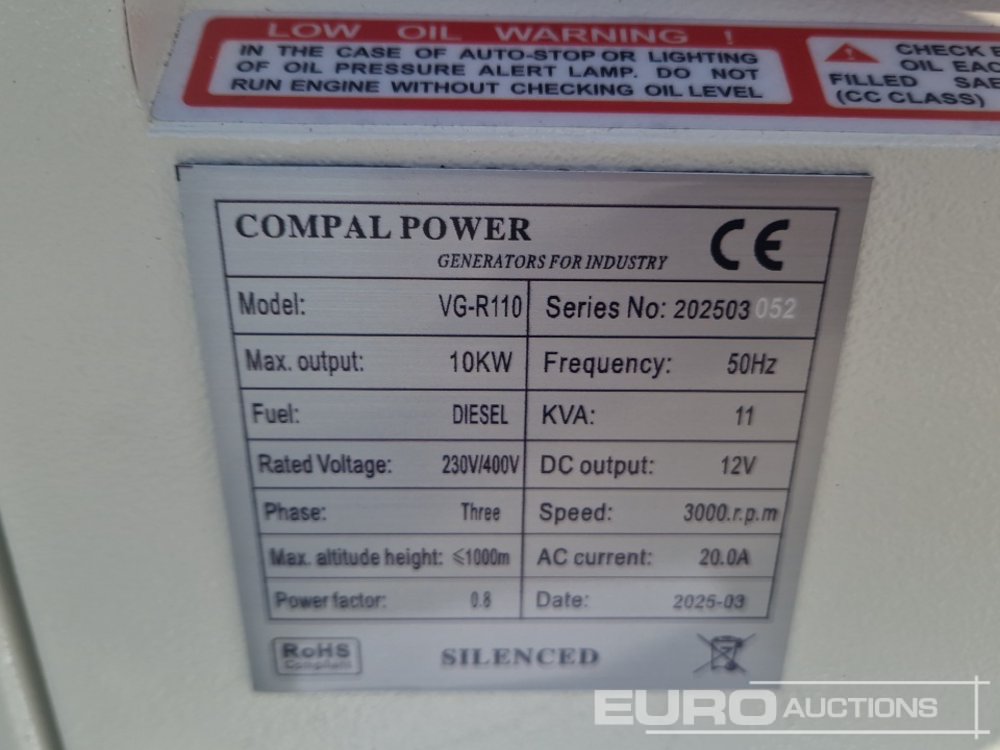 LOW OIL WARNING !
IN THE CASE OF AUTO-STOP OR LIGHTING
OF OIL PRESSURE ALERT LAMP. DO NOT
RUN ENGINE WITHOUT CHECKING OIL LEVEL
CHECK
OIL
FILLED
(CC CLASS)
COMPAL POWER
GENERATORS FOR INDUSTRY
CE
Model: VG-R110
Series No: 202503 052
Max. output: 10KW
Frequency: 50Hz
Fuel: DIESEL
KVA: 11
Rated Voltage: 230V/400V
DC output: 12V
Phase: Three
Speed: 3000.r.p.m
Max. altitude height: ≤1000m
AC current: 20.0A
Power factor: 0.8
Date: 2025-03
RoHS
Compliant
SILENCED
EURO AUCTIONS